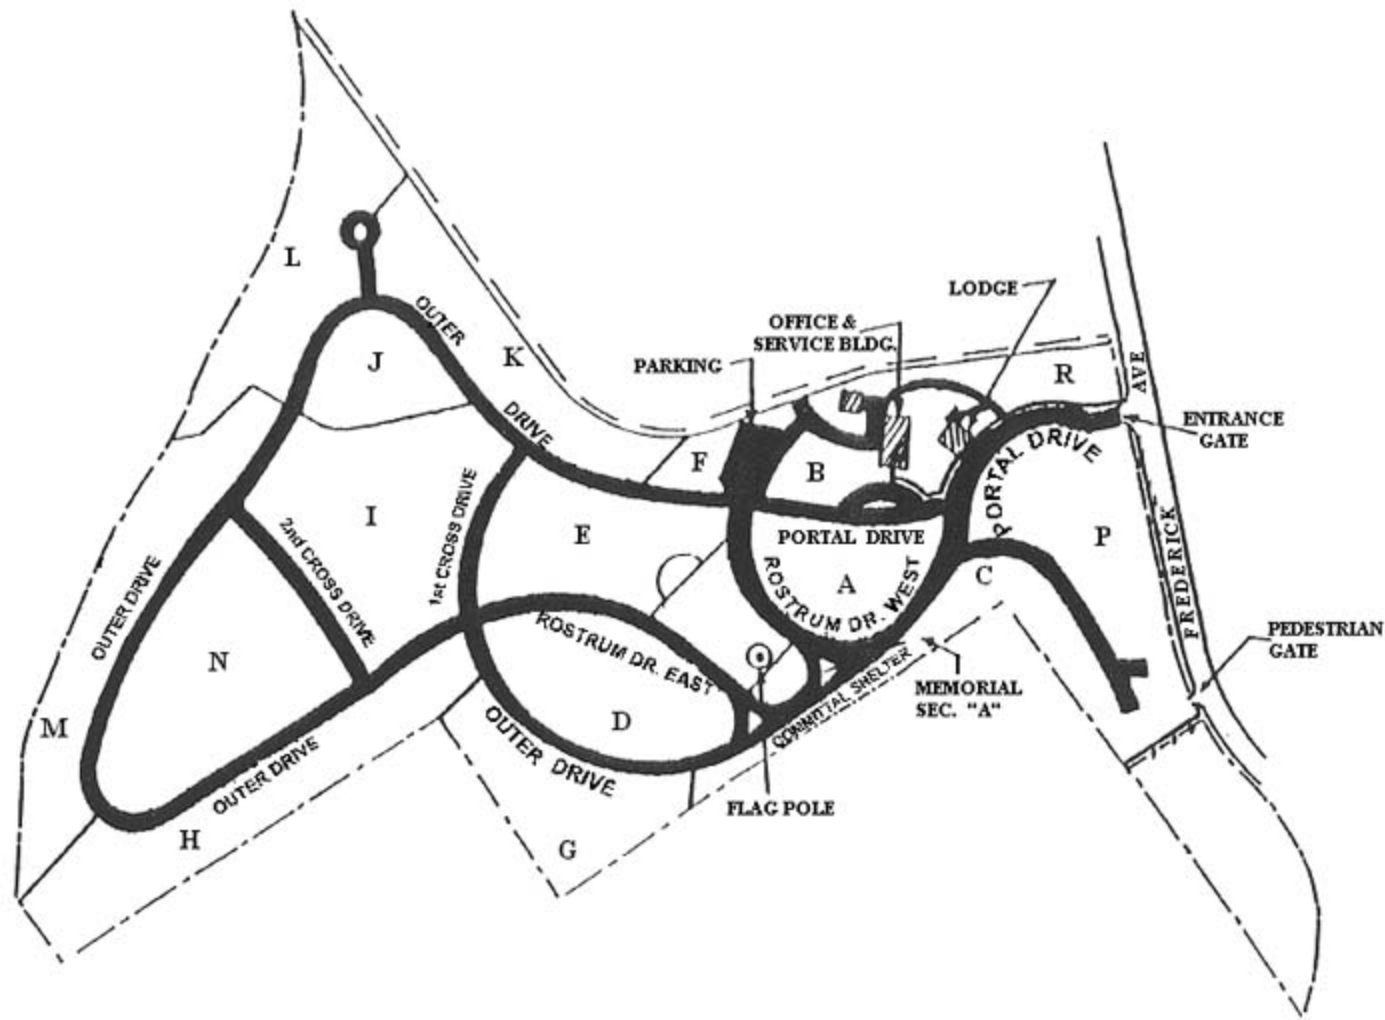 LODGE
OFFICE &
SERVICE BLDG.
PARKING
L
OUTER
J
K
DRIVE
R
AVE
ENTRANCE
GATE
PORTAL DRIVE
F
B
I
E
1st CROSS DRIVE
2nd CROSS DRIVE
PORTAL DRIVE
P
A
C
ROSTRUM DR. WEST
FREDERICK
OUTER DRIVE
N
ROSTRUM DR. EAST
PEDESTRIAN
GATE
COMMITTAL SHELTER
MEMORIAL
SEC. "A"
M
D
OUTER DRIVE
OUTER DRIVE
FLAG POLE
H
G